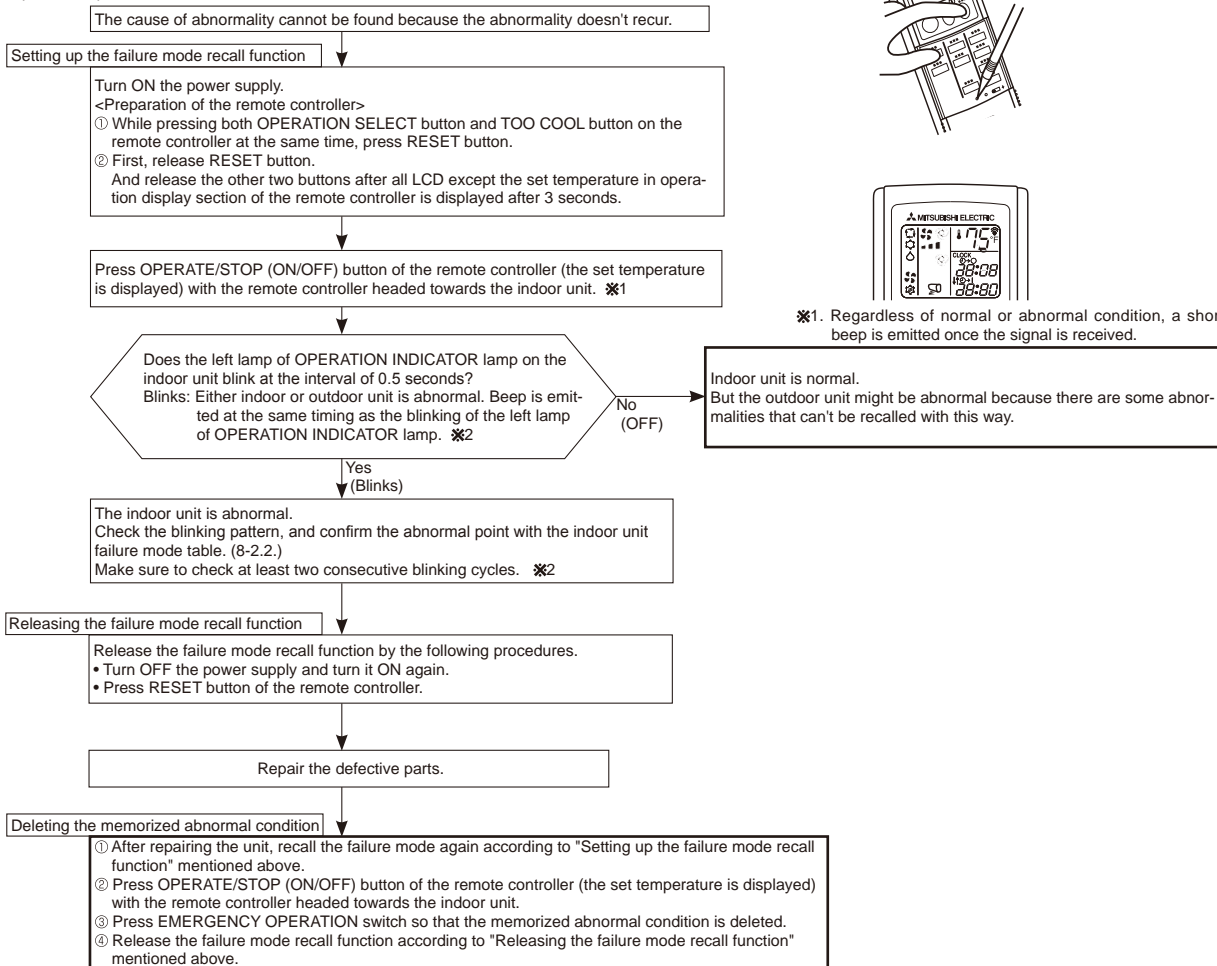 The cause of abnormality cannot be found because the abnormality doesn't recur.
Setting up the failure mode recall function
Turn ON the power supply.
<Preparation of the remote controller>
① While pressing both OPERATION SELECT button and TOO COOL button on the
remote controller at the same time, press RESET button.
② First, release RESET button.
And release the other two buttons after all LCD except the set temperature in opera-
tion display section of the remote controller is displayed after 3 seconds.
MITSUBISHI ELECTRIC
75°F
CLOCK
88:08
88:80
Press OPERATE/STOP (ON/OFF) button of the remote controller (the set temperature
is displayed) with the remote controller headed towards the indoor unit. ※1
※1. Regardless of normal or abnormal condition, a shor
beep is emitted once the signal is received.
Does the left lamp of OPERATION INDICATOR lamp on the
indoor unit blink at the interval of 0.5 seconds?
Blinks: Either indoor or outdoor unit is abnormal. Beep is emit-
ted at the same timing as the blinking of the left lamp
of OPERATION INDICATOR lamp. ※2
No
(OFF)
Indoor unit is normal.
But the outdoor unit might be abnormal because there are some abnor-
malities that can't be recalled with this way.
Yes
(Blinks)
The indoor unit is abnormal.
Check the blinking pattern, and confirm the abnormal point with the indoor unit
failure mode table. (8-2.2.)
Make sure to check at least two consecutive blinking cycles. ※2
Releasing the failure mode recall function
Release the failure mode recall function by the following procedures.
• Turn OFF the power supply and turn it ON again.
• Press RESET button of the remote controller.
Repair the defective parts.
Deleting the memorized abnormal condition
① After repairing the unit, recall the failure mode again according to "Setting up the failure mode recall
function" mentioned above.
② Press OPERATE/STOP (ON/OFF) button of the remote controller (the set temperature is displayed)
with the remote controller headed towards the indoor unit.
③ Press EMERGENCY OPERATION switch so that the memorized abnormal condition is deleted.
④ Release the failure mode recall function according to "Releasing the failure mode recall function"
mentioned above.